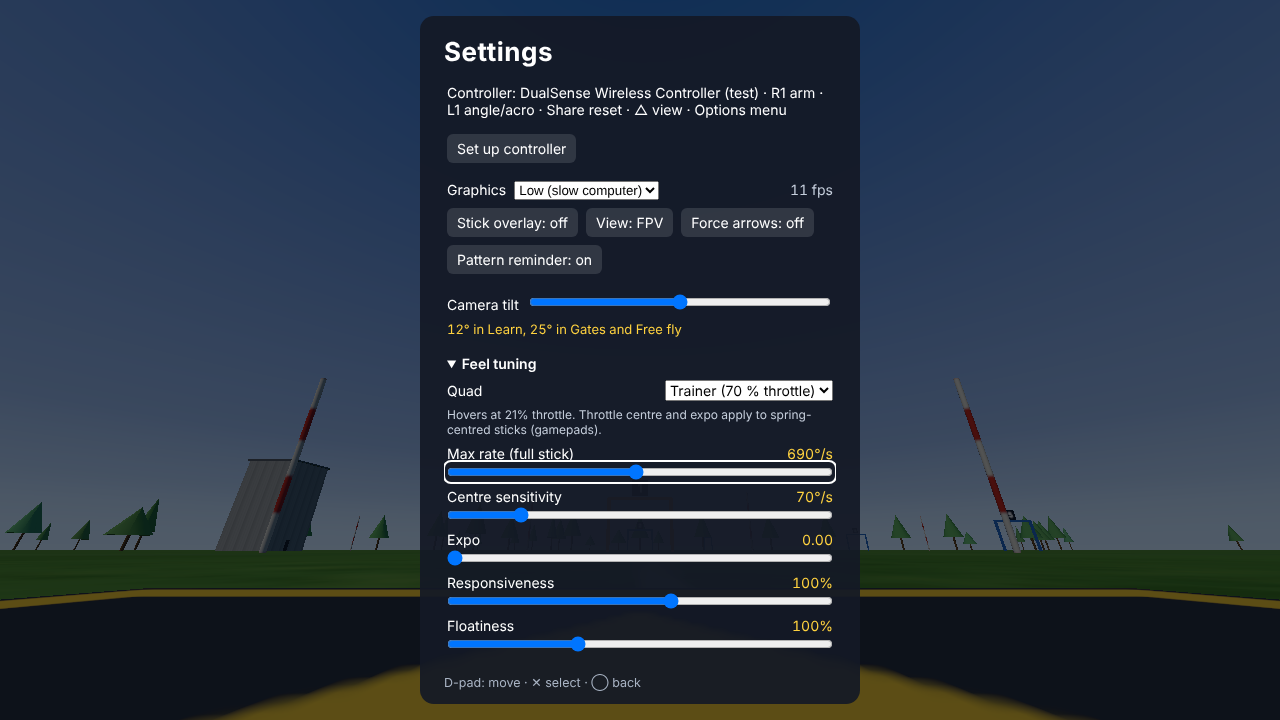 Settings
Controller: DualSense Wireless Controller (test) · R1 arm ·
L1 angle/acro · Share reset · △ view · Options menu
Set up controller
Graphics Low (slow computer) 11 fps
Stick overlay: off View: FPV Force arrows: off
Pattern reminder: on
Camera tilt
12° in Learn, 25° in Gates and Free fly
▼ Feel tuning
Quad Trainer (70 % throttle)
Hovers at 21% throttle. Throttle centre and expo apply to spring-
centred sticks (gamepads).
Max rate (full stick) 690°/s
Centre sensitivity 70°/s
Expo 0.00
Responsiveness 100%
Floatiness 100%
D-pad: move · ✕ select · ◯ back